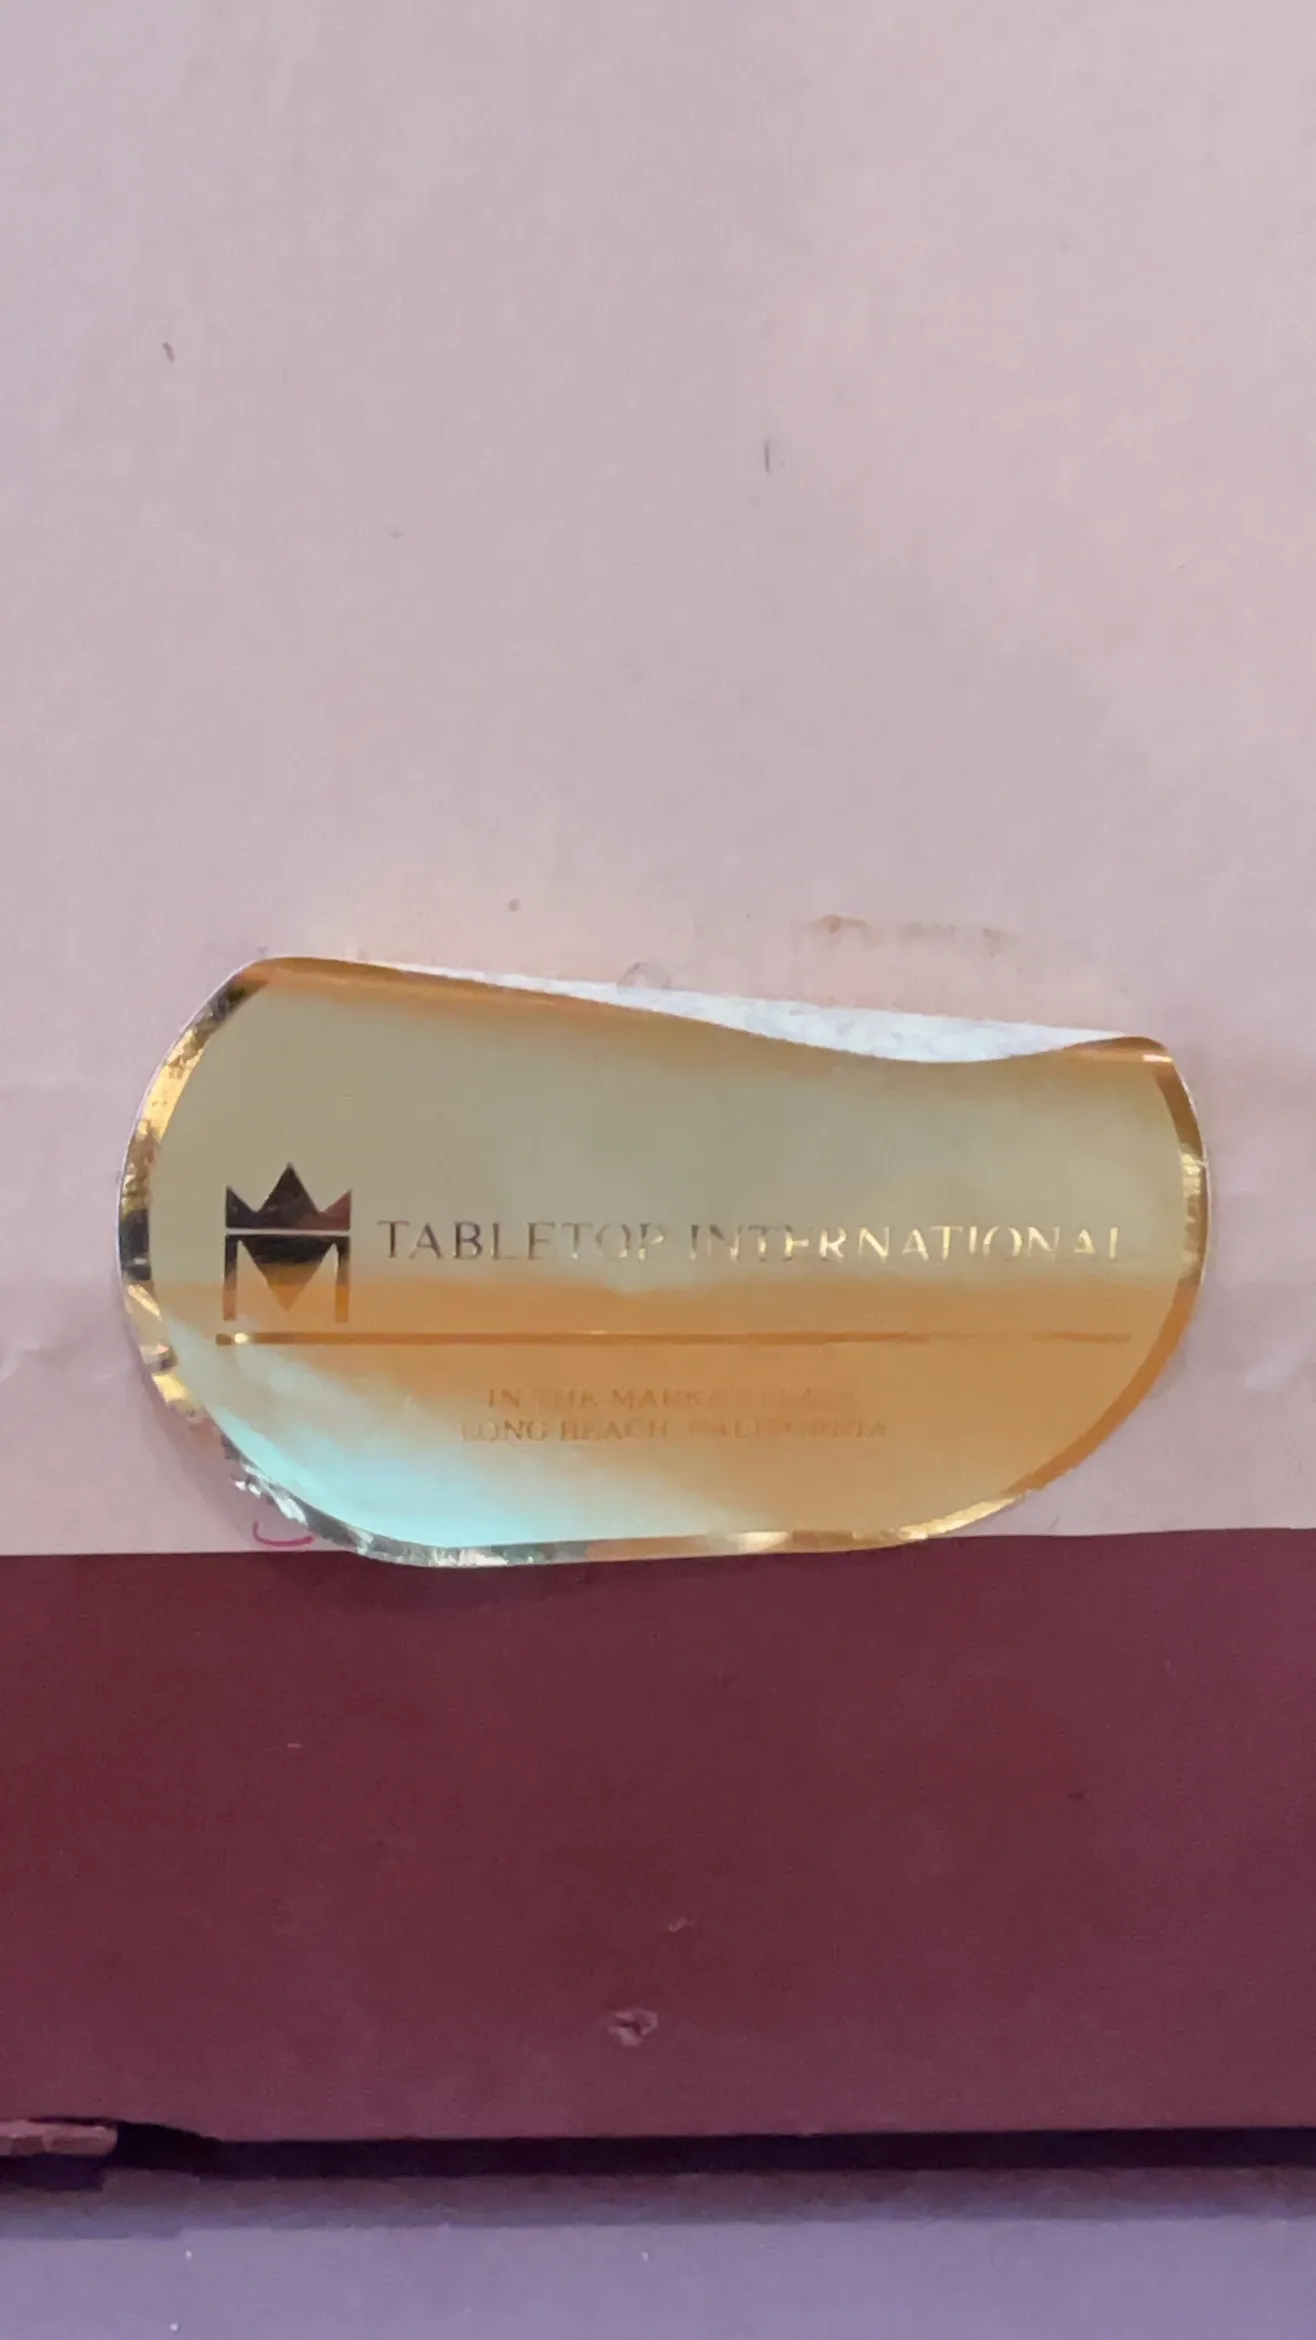 TABLETOP INTERNATIONAL
IN THE MARKETPLACE
LONG BEACH, CALIFORNIA